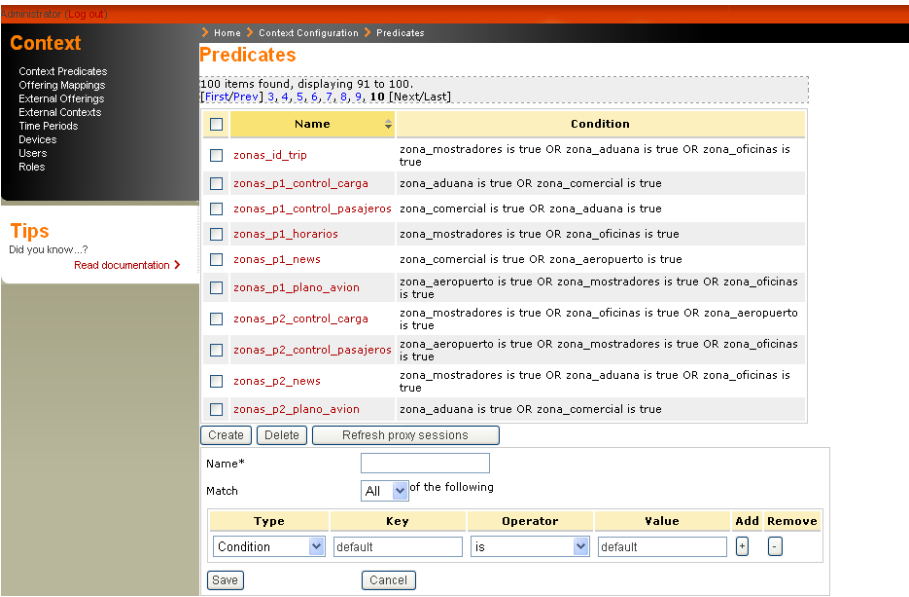 Administrator (Log out)
Context
Context Predicates
Offering Mappings
External Offerings
External Contexts
Time Periods
Devices
Users
Roles
Tips
Did you know...?
Read documentation
Home Context Configuration Predicates
Predicates
100 items found, displaying 91 to 100.
[First/Prev] 3, 4, 5, 6, 7, 8, 9, 10 [Next/Last]
Name Condition
zonas_id_trip zona_mostradores is true OR zona_aduana is true OR zona_oficinas is
true
zonas_p1_control_carga zona_aduana is true OR zona_comercial is true
zonas_p1_control_pasajeros zona_comercial is true OR zona_aduana is true
zonas_p1_horarios zona_mostradores is true OR zona_oficinas is true
zonas_p1_news zona_comercial is true OR zona_aeropuerto is true
zonas_p1_plano_avion zona_aeropuerto is true OR zona_mostradores is true OR zona_oficinas
is true
zonas_p2_control_carga zona_mostradores is true OR zona_oficinas is true OR zona_aeropuerto
is true
zonas_p2_control_pasajeros zona_aeropuerto is true OR zona_mostradores is true OR zona_oficinas
is true
zonas_p2_news zona_mostradores is true OR zona_aduana is true OR zona_oficinas is
true
zonas_p2_plano_avion zona_aduana is true OR zona_comercial is true
Create Delete Refresh proxy sessions
Name*
Match All of the following
Type Key Operator Value Add Remove
Condition default is default + -
Save Cancel